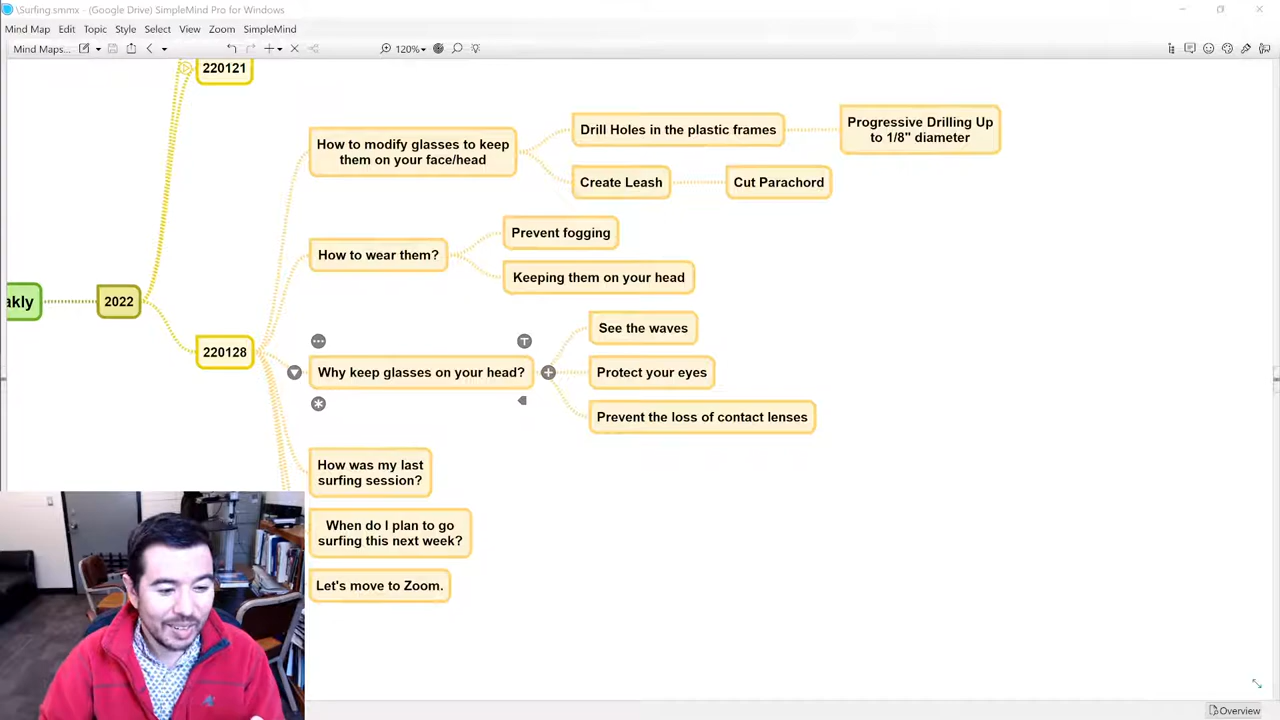 \Surfing.smmx - (Google Drive) SimpleMind Pro for Windows
Mind Map Edit Topic Style Select View Zoom SimpleMind
Mind Maps... 120%
220121
How to modify glasses to keep
them on your face/head
Drill Holes in the plastic frames
Progressive Drilling Up
to 1/8" diameter
Create Leash
Cut Parachord
How to wear them?
Prevent fogging
Keeping them on your head
akly
2022
220128
Why keep glasses on your head?
T
See the waves
Protect your eyes
Prevent the loss of contact lenses
How was my last
surfing session?
When do I plan to go
surfing this next week?
Let's move to Zoom.
Overview